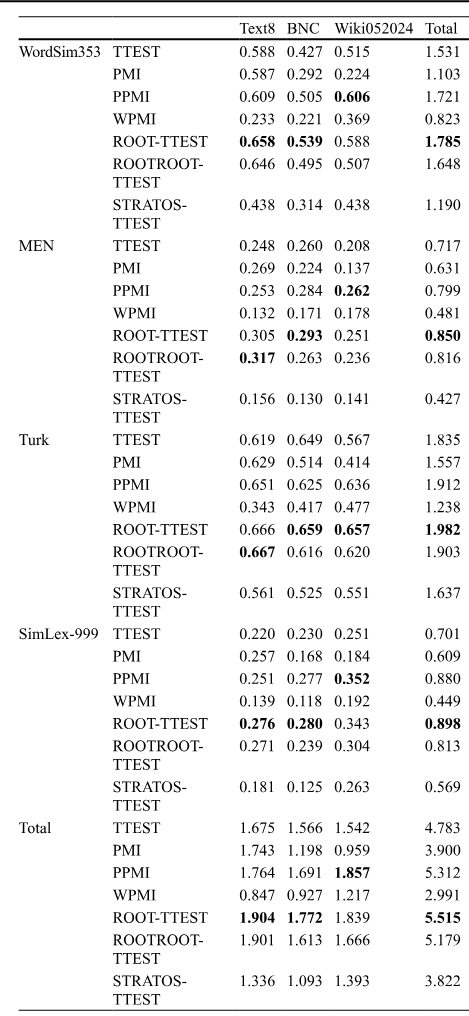 Text8 BNC Wiki052024 Total
WordSim353 TTEST 0.588 0.427 0.515 1.531
PMI 0.587 0.292 0.224 1.103
PPMI 0.609 0.505 0.606 1.721
WPMI 0.233 0.221 0.369 0.823
ROOT-TTEST 0.658 0.539 0.588 1.785
ROOTROOT- 0.646 0.495 0.507 1.648
TTEST
STRATOS- 0.438 0.314 0.438 1.190
TTEST
MEN TTEST 0.248 0.260 0.208 0.717
PMI 0.269 0.224 0.137 0.631
PPMI 0.253 0.284 0.262 0.799
WPMI 0.132 0.171 0.178 0.481
ROOT-TTEST 0.305 0.293 0.251 0.850
ROOTROOT- 0.317 0.263 0.236 0.816
TTEST
STRATOS- 0.156 0.130 0.141 0.427
TTEST
Turk TTEST 0.619 0.649 0.567 1.835
PMI 0.629 0.514 0.414 1.557
PPMI 0.651 0.625 0.636 1.912
WPMI 0.343 0.417 0.477 1.238
ROOT-TTEST 0.666 0.659 0.657 1.982
ROOTROOT- 0.667 0.616 0.620 1.903
TTEST
STRATOS- 0.561 0.525 0.551 1.637
TTEST
SimLex-999 TTEST 0.220 0.230 0.251 0.701
PMI 0.257 0.168 0.184 0.609
PPMI 0.251 0.277 0.352 0.880
WPMI 0.139 0.118 0.192 0.449
ROOT-TTEST 0.276 0.280 0.343 0.898
ROOTROOT- 0.271 0.239 0.304 0.813
TTEST
STRATOS- 0.181 0.125 0.263 0.569
TTEST
Total TTEST 1.675 1.566 1.542 4.783
PMI 1.743 1.198 0.959 3.900
PPMI 1.764 1.691 1.857 5.312
WPMI 0.847 0.927 1.217 2.991
ROOT-TTEST 1.904 1.772 1.839 5.515
ROOTROOT- 1.901 1.613 1.666 5.179
TTEST
STRATOS- 1.336 1.093 1.393 3.822
TTEST